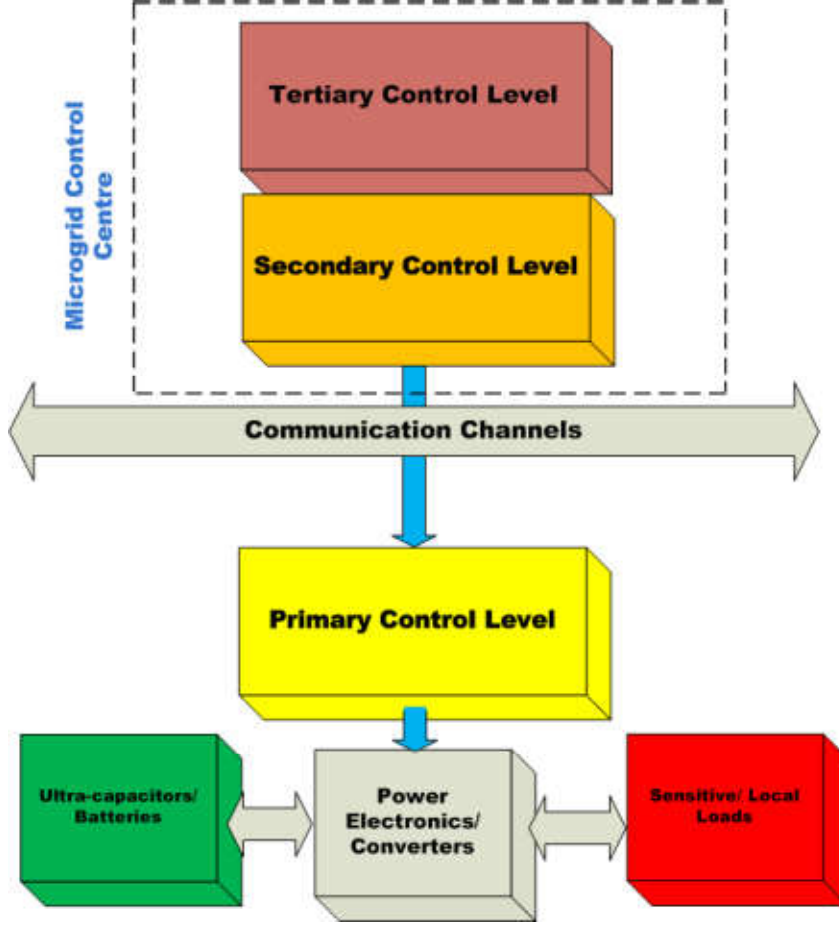 Tertiary Control Level
Microgrid Control
Centre
Secondary Control Level
Communication Channels
Primary Control Level
Ultra-capacitors/
Batteries
Power
Electronics/
Converters
Sensitive/ Local
Loads